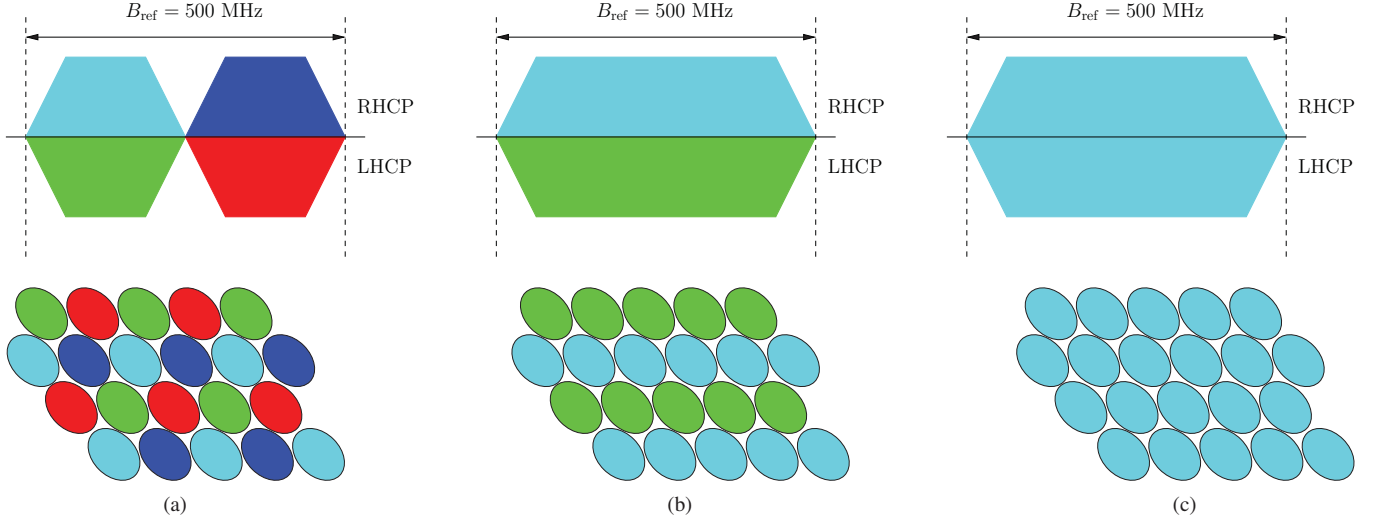 B_ref = 500 MHz
RHCP
LHCP
(a)
B_ref = 500 MHz
RHCP
LHCP
(b)
B_ref = 500 MHz
RHCP
LHCP
(c)